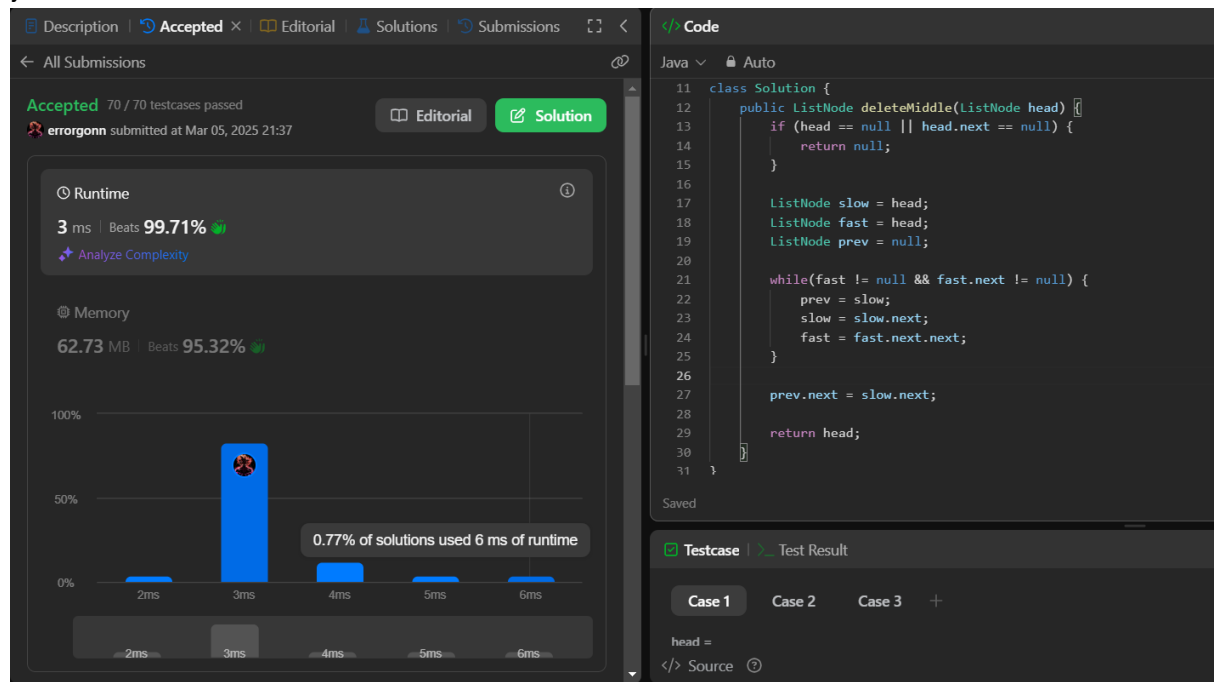 Description | Accepted × | Editorial | Solutions | Submissions
← All Submissions
Accepted 70 / 70 testcases passed
errorgonn submitted at Mar 05, 2025 21:37
Editorial
Solution
Runtime
3 ms | Beats 99.71%
Analyze Complexity
Memory
62.73 MB | Beats 95.32%
100%
50%
0%
0.77% of solutions used 6 ms of runtime
2ms 3ms 4ms 5ms 6ms
2ms 3ms 4ms 5ms 6ms
</> Code
Java Auto
11 class Solution {
12     public ListNode deleteMiddle(ListNode head) {
13         if (head == null || head.next == null) {
14             return null;
15         }
16
17         ListNode slow = head;
18         ListNode fast = head;
19         ListNode prev = null;
20
21         while(fast != null && fast.next != null) {
22             prev = slow;
23             slow = slow.next;
24             fast = fast.next.next;
25         }
26
27         prev.next = slow.next;
28
29         return head;
30     }
31 }
Saved
Testcase | >_ Test Result
Case 1 Case 2 Case 3 +
head =
</> Source ?